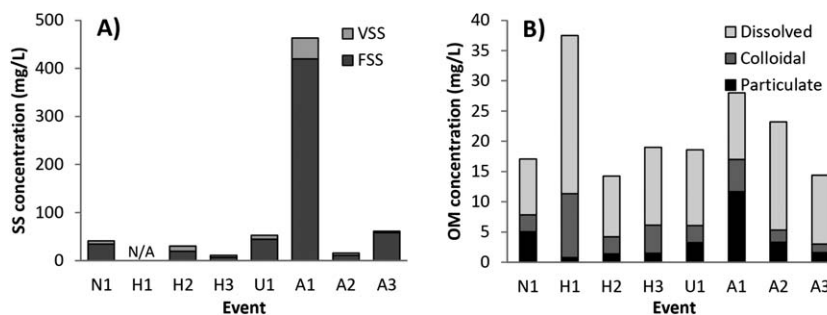 A)
VSS
FSS
SS concentration (mg/L)
500
400
300
200
100
0
N/A
N1 H1 H2 H3 U1 A1 A2 A3
Event
B)
Dissolved
Colloidal
Particulate
OM concentration (mg/L)
40
35
30
25
20
15
10
5
0
N1 H1 H2 H3 U1 A1 A2 A3
Event